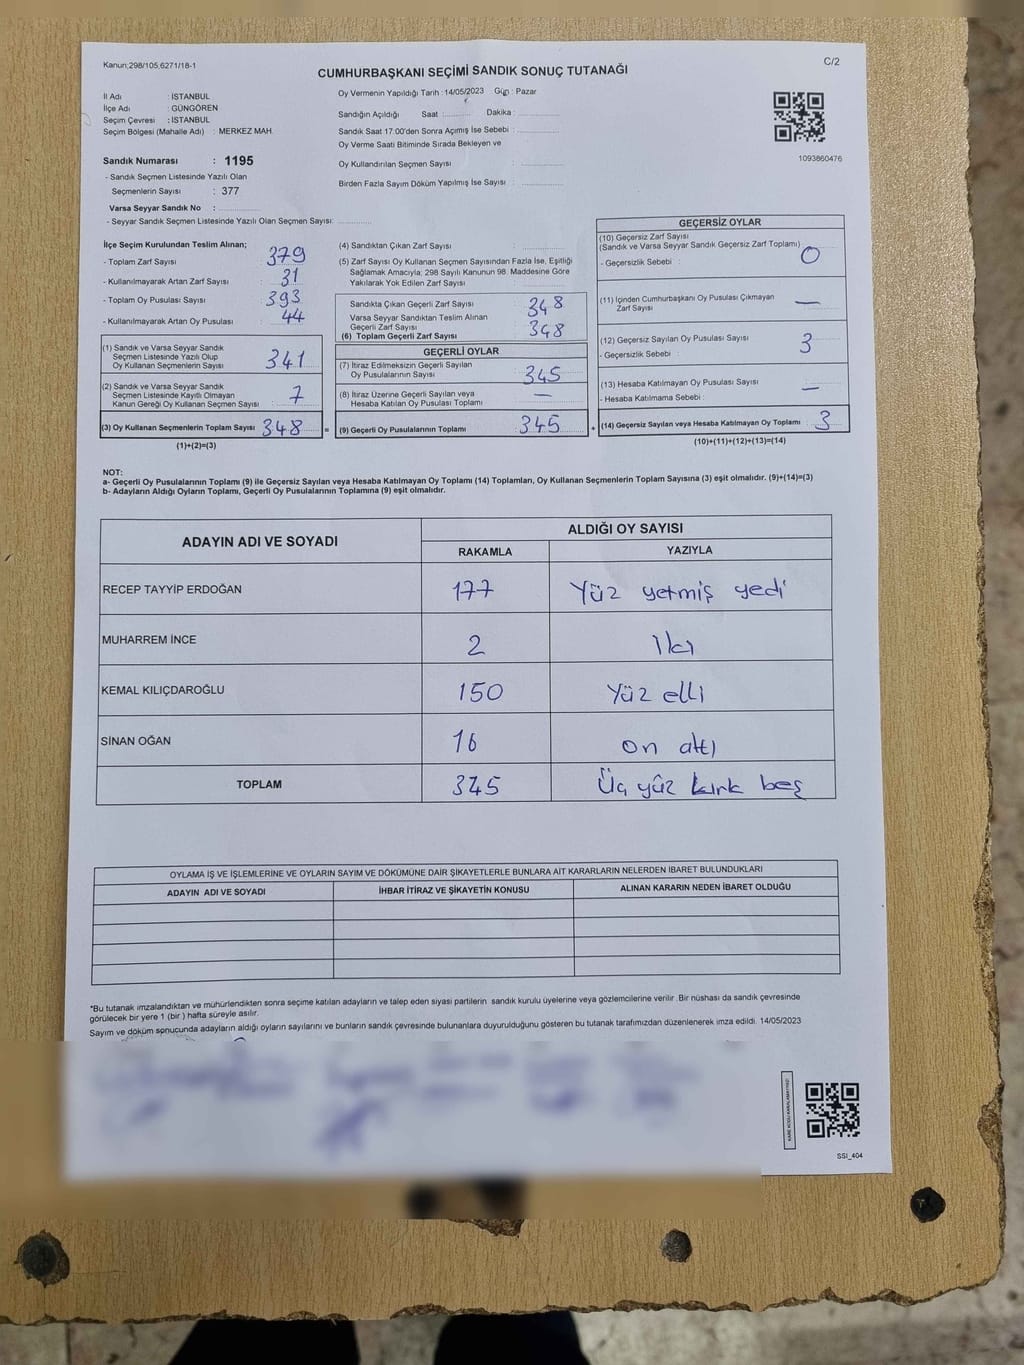 Kanun;298/105,6271/18-1
C/2
CUMHURBAŞKANI SEÇİMİ SANDIK SONUÇ TUTANAĞI
İl Adı : İSTANBUL
İlçe Adı : GÜNGÖREN
Seçim Çevresi : İSTANBUL
Seçim Bölgesi (Mahalle Adı) : MERKEZ MAH.
Sandık Numarası : 1195
- Sandık Seçmen Listesinde Yazılı Olan
Seçmenlerin Sayısı : 377
Varsa Seyyar Sandık No :
- Seyyar Sandık Seçmen Listesinde Yazılı Olan Seçmen Sayısı:
Oy Vermenin Yapıldığı Tarih : 14/05/2023 Gün : Pazar
Sandığın Açıldığı Saat : Dakika :
Sandık Saat 17.00'den Sonra Açımış İse Sebebi :
Oy Verme Saati Bitiminde Sırada Bekleyen ve
Oy Kullandırılan Seçmen Sayısı :
Birden Fazla Sayım Döküm Yapılmış İse Sayısı :
1093860476
İlçe Seçim Kurulundan Teslim Alınan;
- Toplam Zarf Sayısı : 379
- Kullanılmayarak Artan Zarf Sayısı : 31
- Toplam Oy Pusulası Sayısı : 393
- Kullanılmayarak Artan Oy Pusulası : 44
(1) Sandık ve Varsa Seyyar Sandık
Seçmen Listesinde Yazılı Olup
Oy Kullanan Seçmenlerin Sayısı : 341
(2) Sandık ve Varsa Seyyar Sandık
Seçmen Listesinde Kayıtlı Olmayan
Kanun Gereği Oy Kullanan Seçmen Sayısı : 7
(3) Oy Kullanan Seçmenlerin Toplam Sayısı : 348 =
(1)+(2)=(3)
(4) Sandıktan Çıkan Zarf Sayısı :
(5) Zarf Sayısı Oy Kullanan Seçmen Sayısından Fazla İse, Eşitliği
Sağlamak Amacıyla; 298 Sayılı Kanunun 98. Maddesine Göre
Yakılarak Yok Edilen Zarf Sayısı :
Sandıkta Çıkan Geçerli Zarf Sayısı : 348
Varsa Seyyar Sandıktan Teslim Alınan
Geçerli Zarf Sayısı :
(6) Toplam Geçerli Zarf Sayısı : 348
GEÇERLİ OYLAR
(7) İtiraz Edilmeksizin Geçerli Sayılan
Oy Pusulalarının Sayısı : 345
(8) İtiraz Üzerine Geçerli Sayılan veya
Hesaba Katılan Oy Pusulası Toplamı : —
(9) Geçerli Oy Pusulalarının Toplamı : 345 +
GEÇERSİZ OYLAR
(10) Geçersiz Zarf Sayısı
(Sandık ve Varsa Seyyar Sandık Geçersiz Zarf Toplamı) : 0
- Geçersizlik Sebebi :
(11) İçinden Cumhurbaşkanı Oy Pusulası Çıkmayan
Zarf Sayısı : —
(12) Geçersiz Sayılan Oy Pusulası Sayısı : 3
- Geçersizlik Sebebi :
(13) Hesaba Katılmayan Oy Pusulası Sayısı : —
- Hesaba Katılmama Sebebi :
(14) Geçersiz Sayılan veya Hesaba Katılmayan Oy Toplamı : 3
(10)+(11)+(12)+(13)=(14)
NOT:
a- Geçerli Oy Pusulalarının Toplamı (9) ile Geçersiz Sayılan veya Hesaba Katılmayan Oy Toplamı (14) Toplamları, Oy Kullanan Seçmenlerin Toplam Sayısına (3) eşit olmalıdır. (9)+(14)=(3)
b- Adayların Aldığı Oyların Toplamı, Geçerli Oy Pusulalarının Toplamına (9) eşit olmalıdır.
ADAYIN ADI VE SOYADI
ALDIĞI OY SAYISI
RAKAMLA YAZIYLA
RECEP TAYYİP ERDOĞAN 177 Yüz yetmiş yedi
MUHARREM İNCE 2 İki
KEMAL KILIÇDAROĞLU 150 Yüz elli
SİNAN OĞAN 16 on altı
TOPLAM 345 Üç yüz kırk beş
OYLAMA İŞ VE İŞLEMLERİNE VE OYLARIN SAYIM VE DÖKÜMÜNE DAİR ŞİKAYETLERLE BUNLARA AİT KARARLARIN NELERDEN İBARET BULUNDUKLARI
ADAYIN ADI VE SOYADI İHBAR İTİRAZ VE ŞİKAYETİN KONUSU ALINAN KARARIN NEDEN İBARET OLDUĞU
*Bu tutanak imzalandıktan ve mühürlendikten sonra seçime katılan adayların ve talep eden siyasi partilerin sandık kurulu üyelerine veya gözlemcilerine verilir. Bir nüshası da sandık çevresinde
görülecek bir yere 1 (bir) hafta süreyle asılır.
Sayım ve döküm sonucunda adayların aldığı oyların sayılarını ve bunların sandık çevresinde bulunanlara duyurulduğunu gösteren bu tutanak tarafımızdan düzenlenerek imza edildi. 14/05/2023
SSI_404